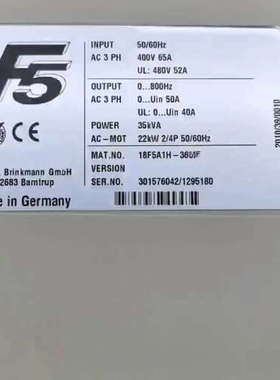 F5
INPUT 50/60Hz
AC 3 PH 400V 65A
UL: 480V 52A
OUTPUT 0...800Hz
AC 3 PH 0...Uin 50A
UL: 0...Uin 40A
POWER 35kVA
AC-MOT 22kW 2/4P 50/60Hz
MAT.NO. 18F5A1H-36MF
VERSION
SER.NO. 301576042/1295180
CE
. Brinkmann GmbH
2683 Barntrup
e in Germany